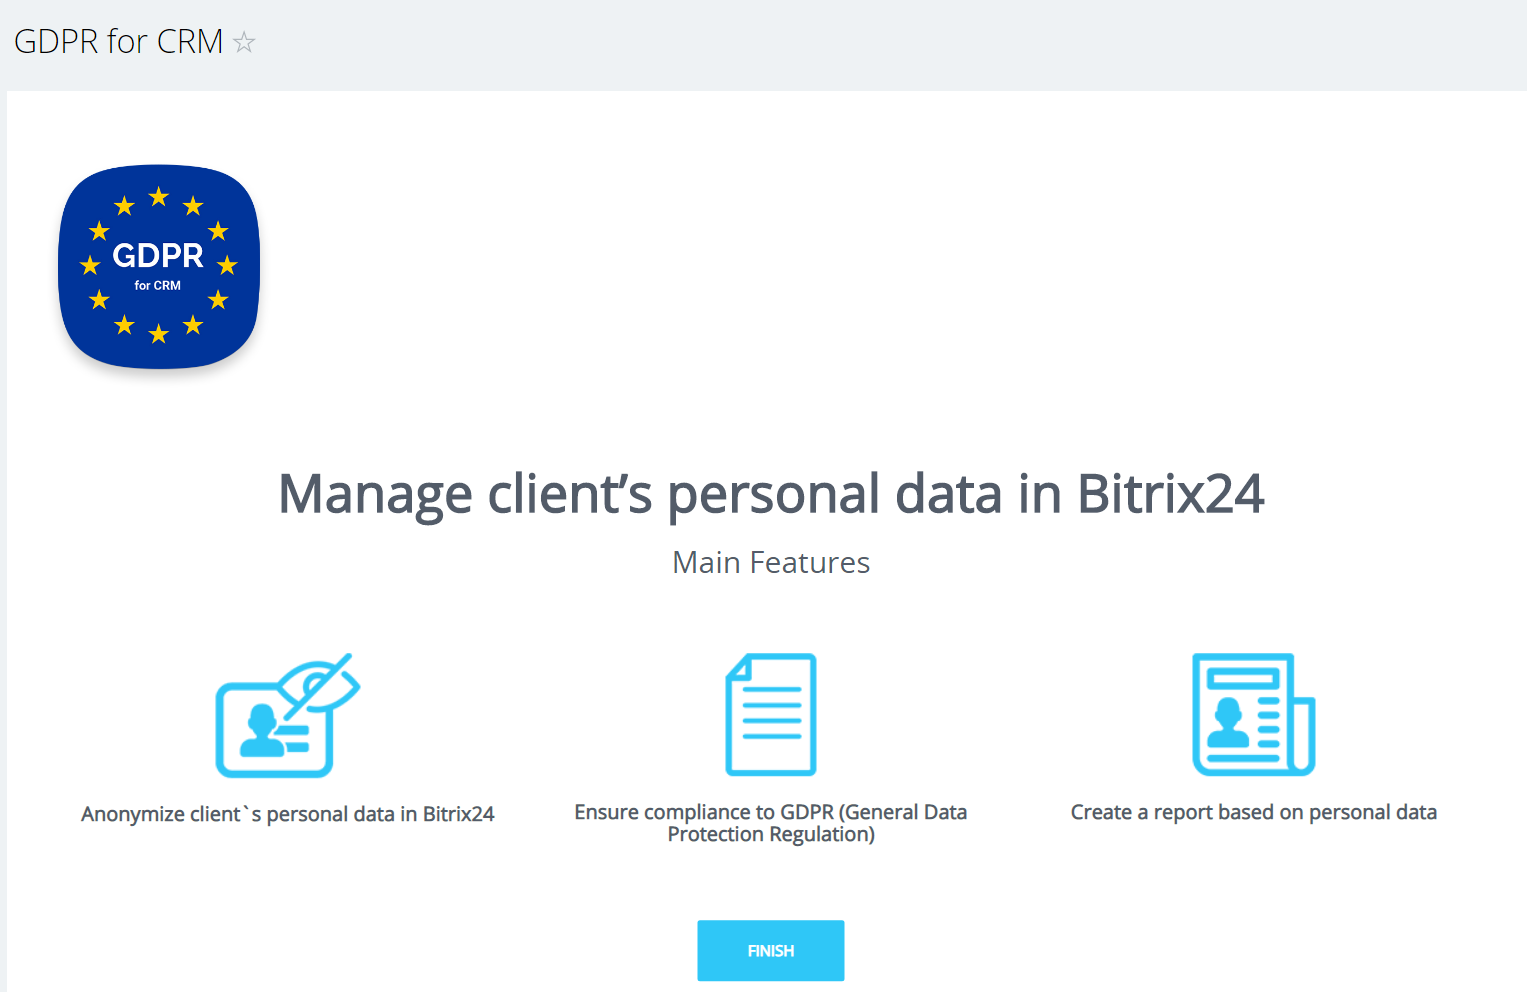 GDPR for CRM
GDPR
for CRM
Manage client’s personal data in Bitrix24
Main Features
Anonymize client`s personal data in Bitrix24
Ensure compliance to GDPR (General Data
Protection Regulation)
Create a report based on personal data
FINISH